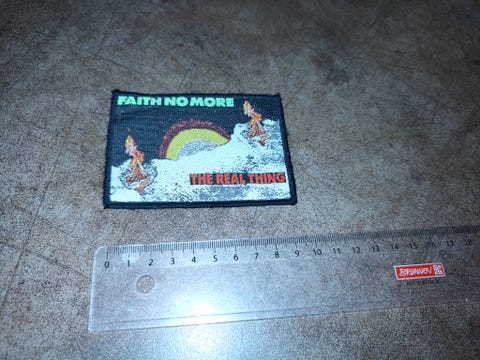 FAITH NO MORE
THE REAL THING
0 1 2 3 4 5 6 7 8 9 10 11 12 13 14 15 16 17 18
BRUNNEN